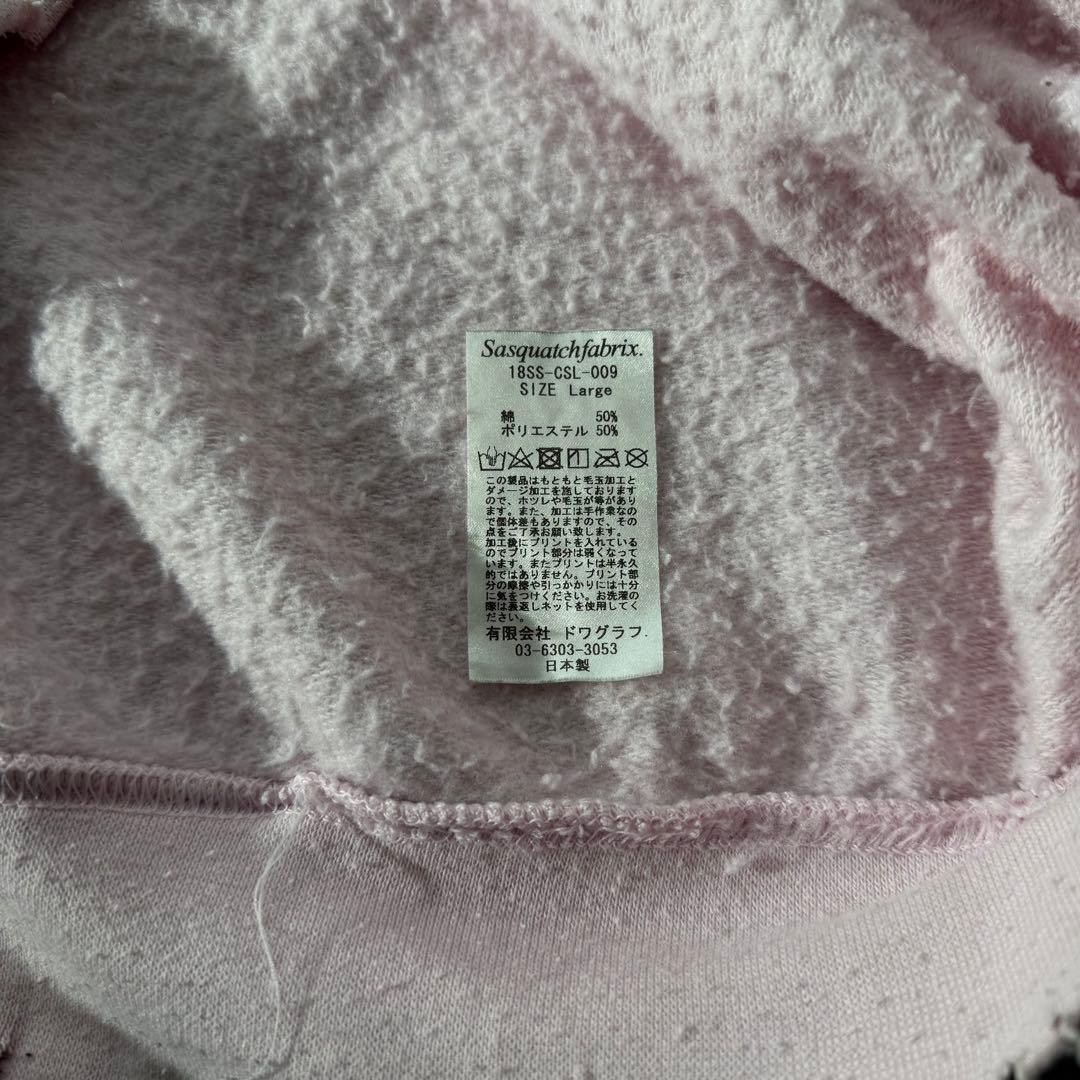 Sasquatchfabrix.
18SS-CSL-009
SIZE Large
綿 50%
ポリエステル 50%
この製品はもともと毛玉加工と
ダメージ加工を施しております
ので、ホツレや毛玉が等があり
ます。また、加工は手作業なの
で個体差もありますので、その
点をご了承お願い致します。
加工後にプリントを入れている
のでプリント部分は弱くなって
います。またプリントは半永久
的ではありません。プリント部
分の摩擦や引っかかりには十分
に気をつけください。お洗濯の
際は裏返しネットを使用してく
ださい。
有限会社 ドワグラフ.
03-6303-3053
日本製